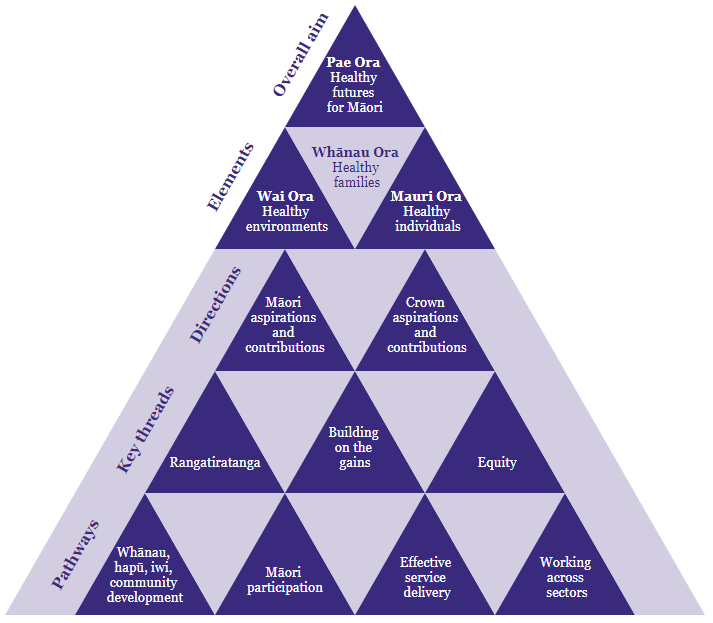 Overall aim
Pae Ora
Healthy
futures
for Māori
Elements
Whānau Ora
Healthy
families
Wai Ora
Healthy
environments
Mauri Ora
Healthy
individuals
Directions
Māori
aspirations
and
contributions
Crown
aspirations
and
contributions
Key threads
Rangatiratanga
Building
on the
gains
Equity
Pathways
Whānau,
hapū, iwi,
community
development
Māori
participation
Effective
service
delivery
Working
across
sectors